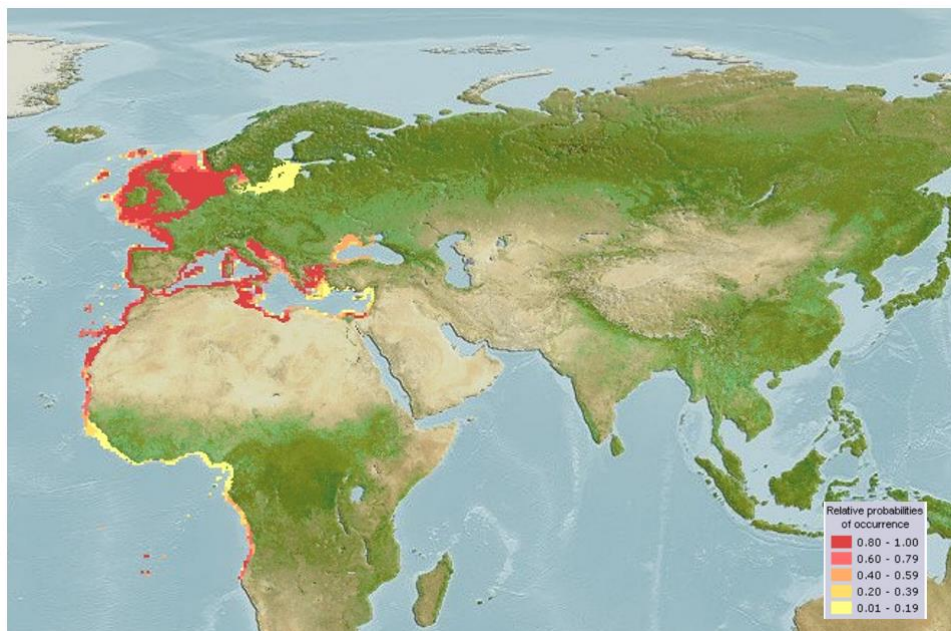 Relative probabilities
of occurrence
0.80 - 1.00
0.60 - 0.79
0.40 - 0.59
0.20 - 0.39
0.01 - 0.19